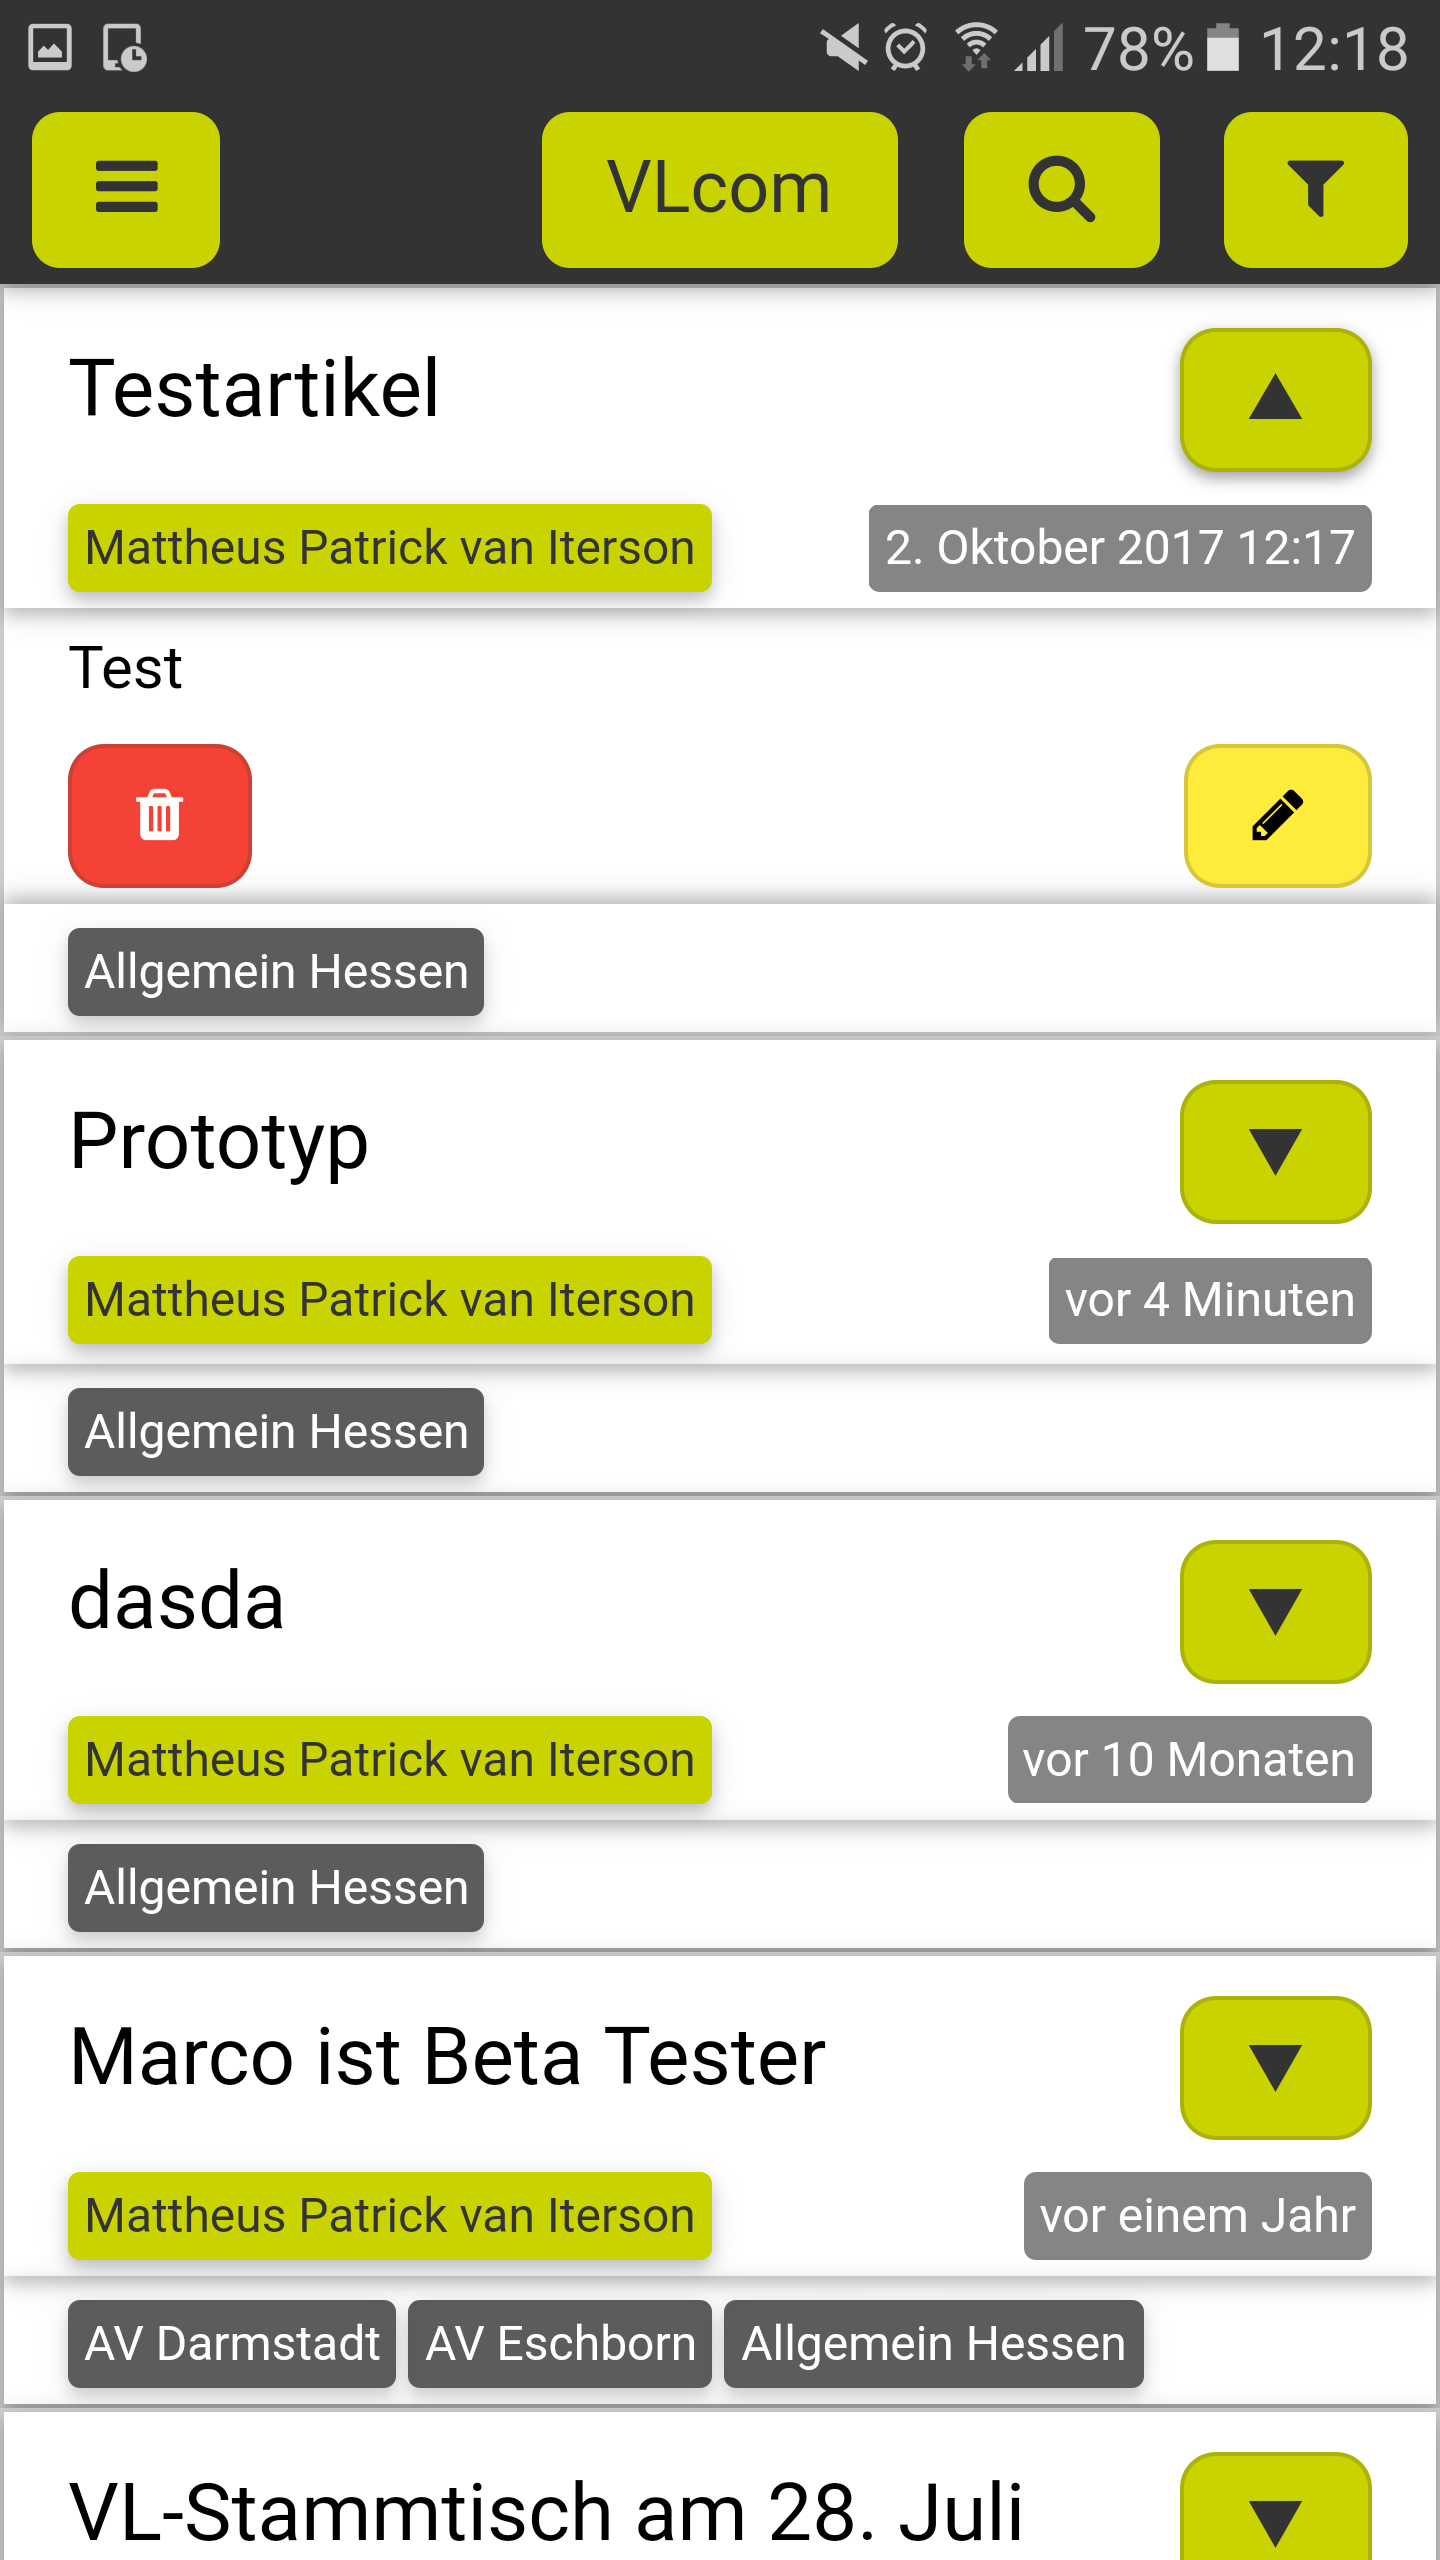 78% 12:18
VLcom
Testartikel
Mattheus Patrick van Iterson 2. Oktober 2017 12:17
Test
Allgemein Hessen
Prototyp
Mattheus Patrick van Iterson vor 4 Minuten
Allgemein Hessen
dasda
Mattheus Patrick van Iterson vor 10 Monaten
Allgemein Hessen
Marco ist Beta Tester
Mattheus Patrick van Iterson vor einem Jahr
AV Darmstadt AV Eschborn Allgemein Hessen
VL-Stammtisch am 28. Juli